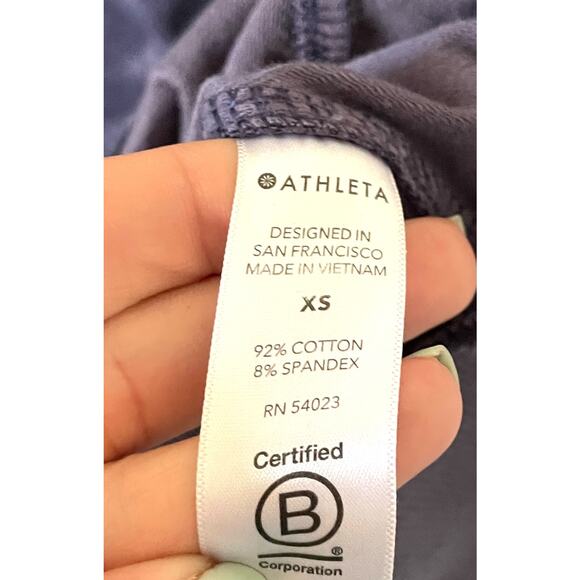 ATHLETA
DESIGNED IN
SAN FRANCISCO
MADE IN VIETNAM
XS
92% COTTON
8% SPANDEX
RN 54023
Certified
B
®
Corporation